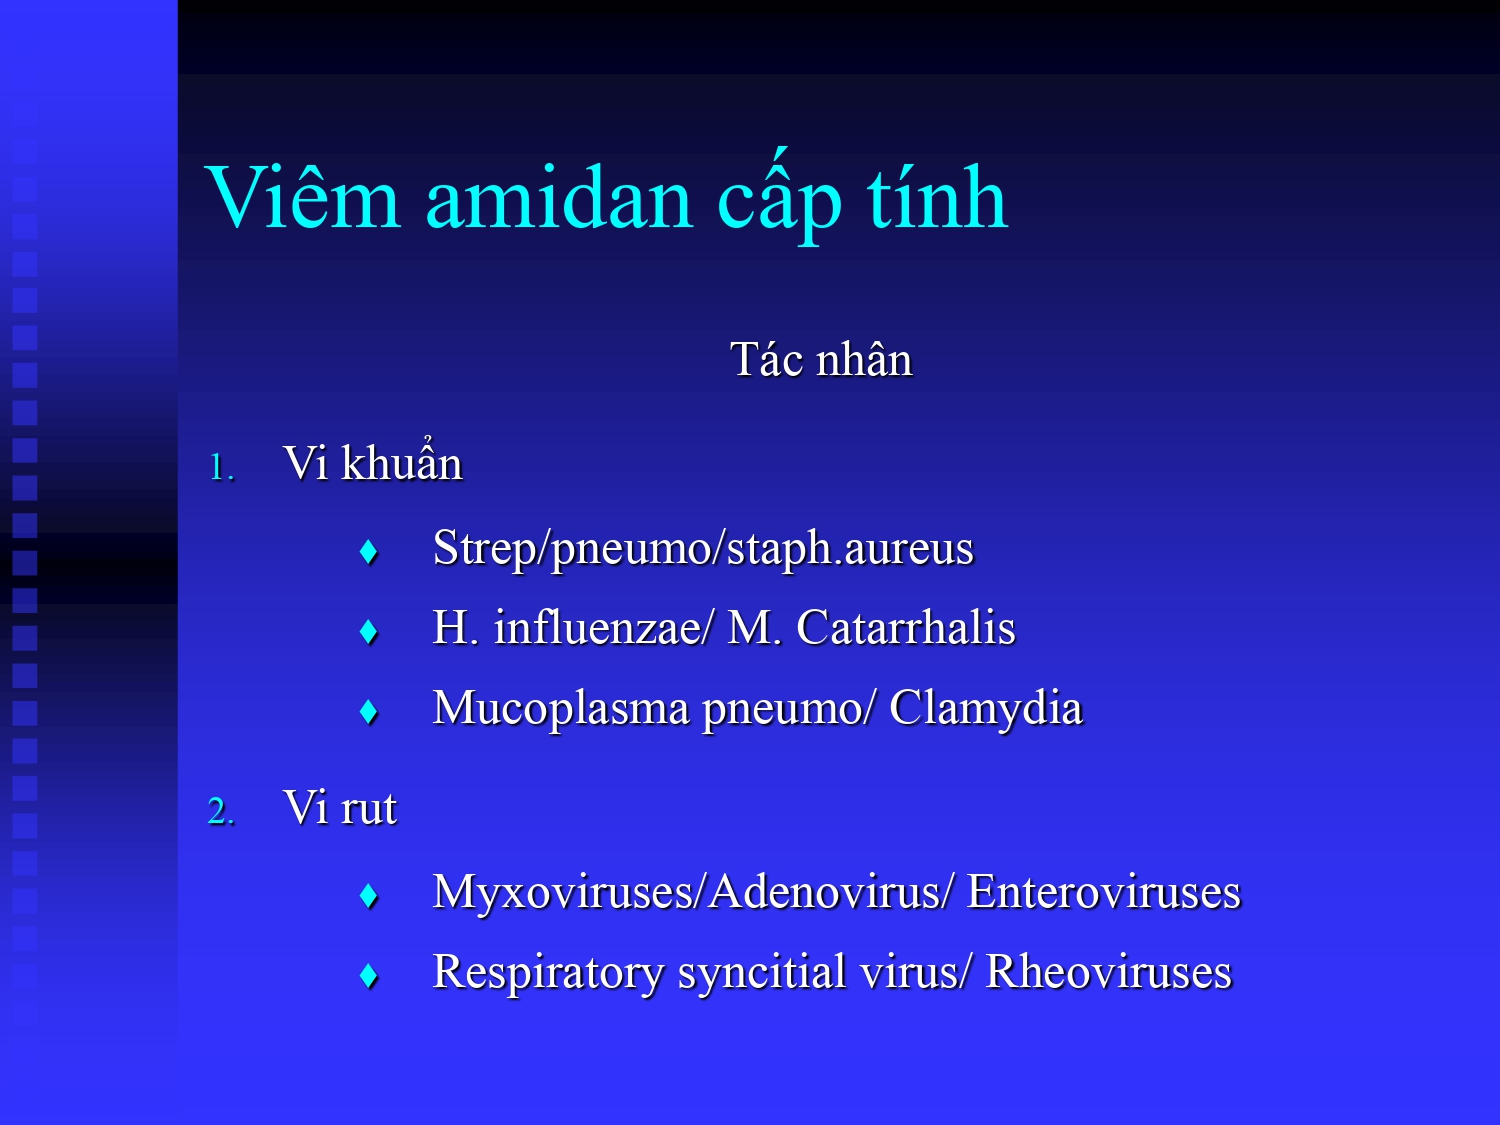 Viêm amidan cấp tính
Tác nhân
1. Vi khuẩn
♦ Strep/pneumo/staph.aureus
♦ H. influenzae/ M. Catarrhalis
♦ Mucoplasma pneumo/ Clamydia
2. Vi rut
♦ Myxoviruses/Adenovirus/ Enteroviruses
♦ Respiratory syncitial virus/ Rheoviruses